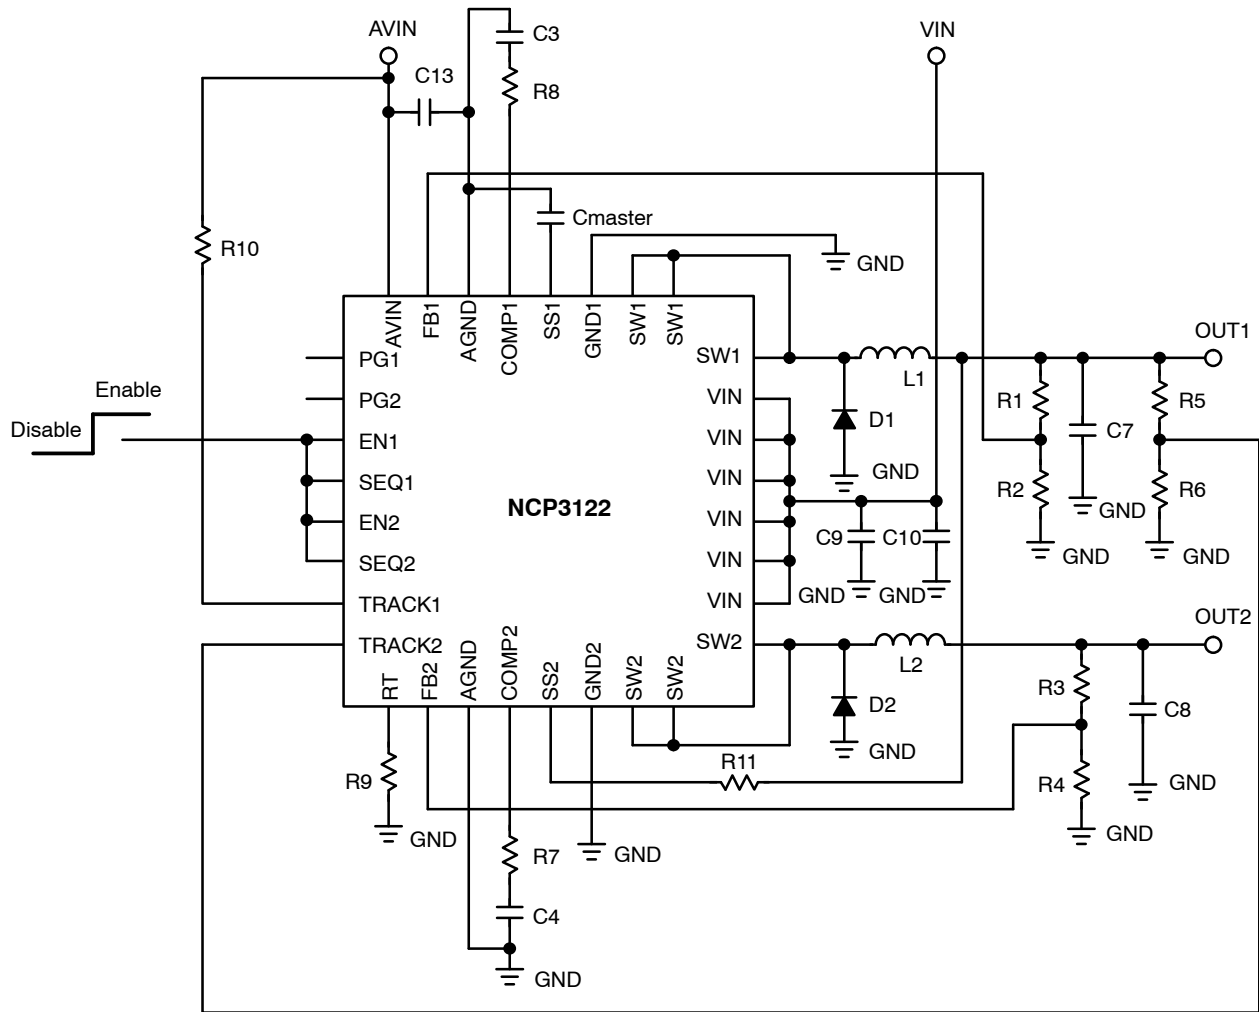 AVIN
C3
VIN
C13
R8
Cmaster
R10
GND
AVIN
FB1
AGND
COMP1
SS1
GND1
SW1
SW1
OUT1
PG1
SW1
L1
Enable
PG2
VIN
R1
R5
Disable
EN1
VIN
D1
C7
SEQ1
VIN
GND
R2
R6
NCP3122
GND
EN2
VIN
C9
C10
SEQ2
VIN
GND
GND
TRACK1
VIN
GND
GND
OUT2
TRACK2
SW2
L2
RT
FB2
AGND
COMP2
SS2
GND2
SW2
SW2
R3
D2
C8
GND
R11
R9
R4
GND
GND
GND
R7
GND
C4
GND